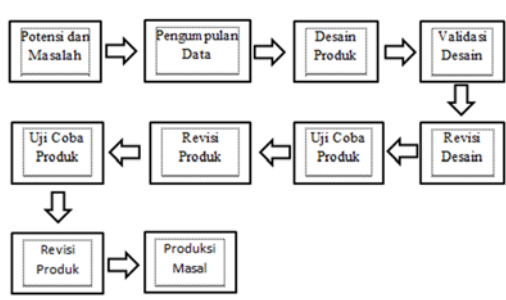 Potensi dan
Masalah
Pengumpulan
Data
Desain
Produk
Validasi
Desain
Revisi
Desain
Uji Coba
Produk
Revisi
Produk
Uji Coba
Produk
Revisi
Produk
Produksi
Masal